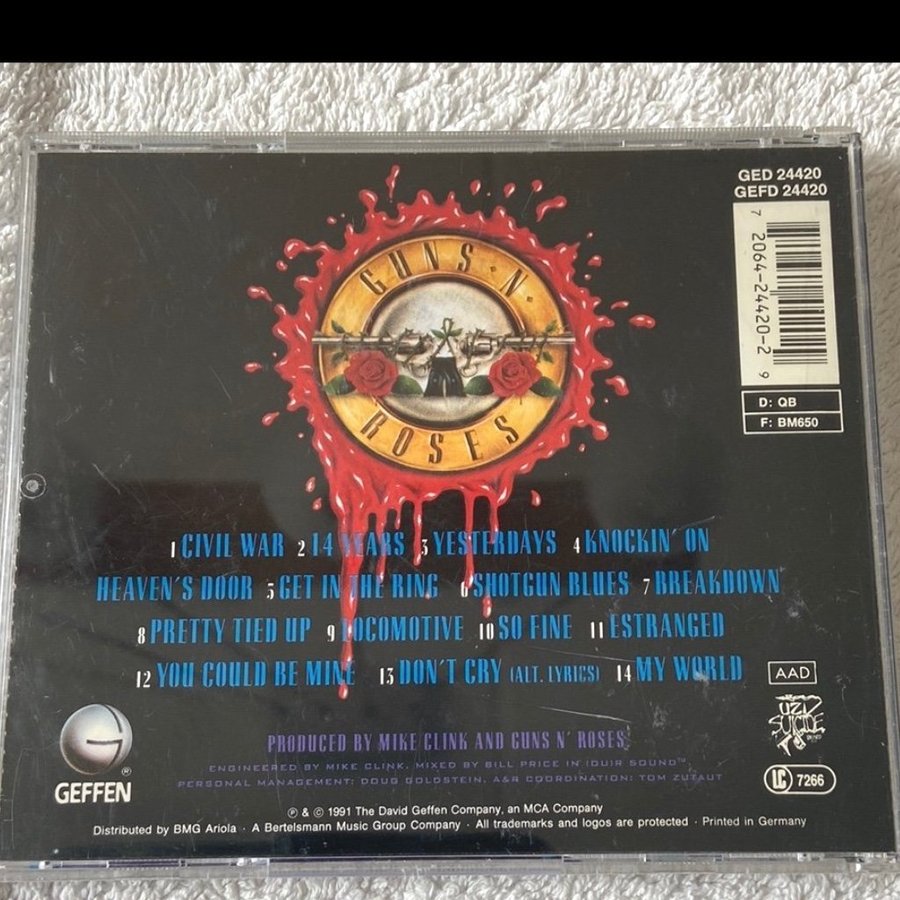 GED 24420
GEFD 24420
7 2064-24420-2 9
D: QB
F: BM650
GUNS · N ·
ROSES
1 CIVIL WAR 2 14 YEARS 3 YESTERDAYS 4 KNOCKIN' ON
HEAVEN'S DOOR 5 GET IN THE RING 6 SHOTGUN BLUES 7 BREAKDOWN
8 PRETTY TIED UP 9 LOCOMOTIVE 10 SO FINE 11 ESTRANGED
12 YOU COULD BE MINE 13 DON'T CRY (ALT. LYRICS) 14 MY WORLD
AAD
UZI
SUICIDE
PRODUCED BY MIKE CLINK AND GUNS N' ROSES
ENGINEERED BY MIKE CLINK. MIXED BY BILL PRICE IN QUIR SOUND™
PERSONAL MANAGEMENT: DOUG GOLDSTEIN. A&R COORDINATION: TOM ZUTAUT
G
®
GEFFEN
LC 7266
℗ & © 1991 The David Geffen Company, an MCA Company
Distributed by BMG Ariola · A Bertelsmann Music Group Company · All trademarks and logos are protected · Printed in Germany